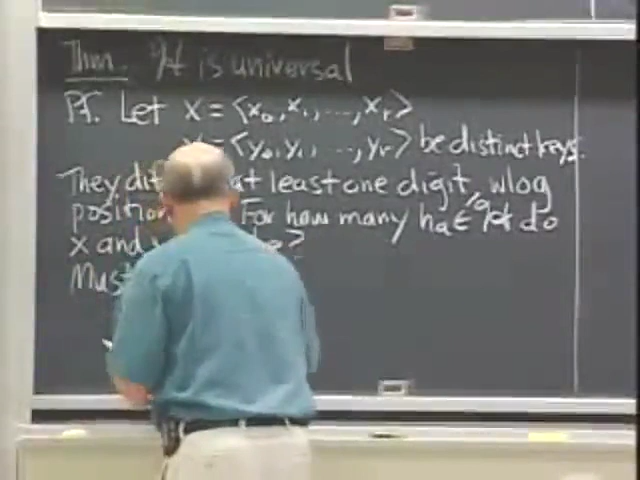 Thm. ℋ is universal
Pf. Let x = ⟨x₀, x₁, ..., xᵣ⟩
= ⟨y₀, y₁, ..., yᵣ⟩ be distinct keys.
They at least one digit, wlog
position For how many hₐ ∈ ℋ do
x and ?
Must